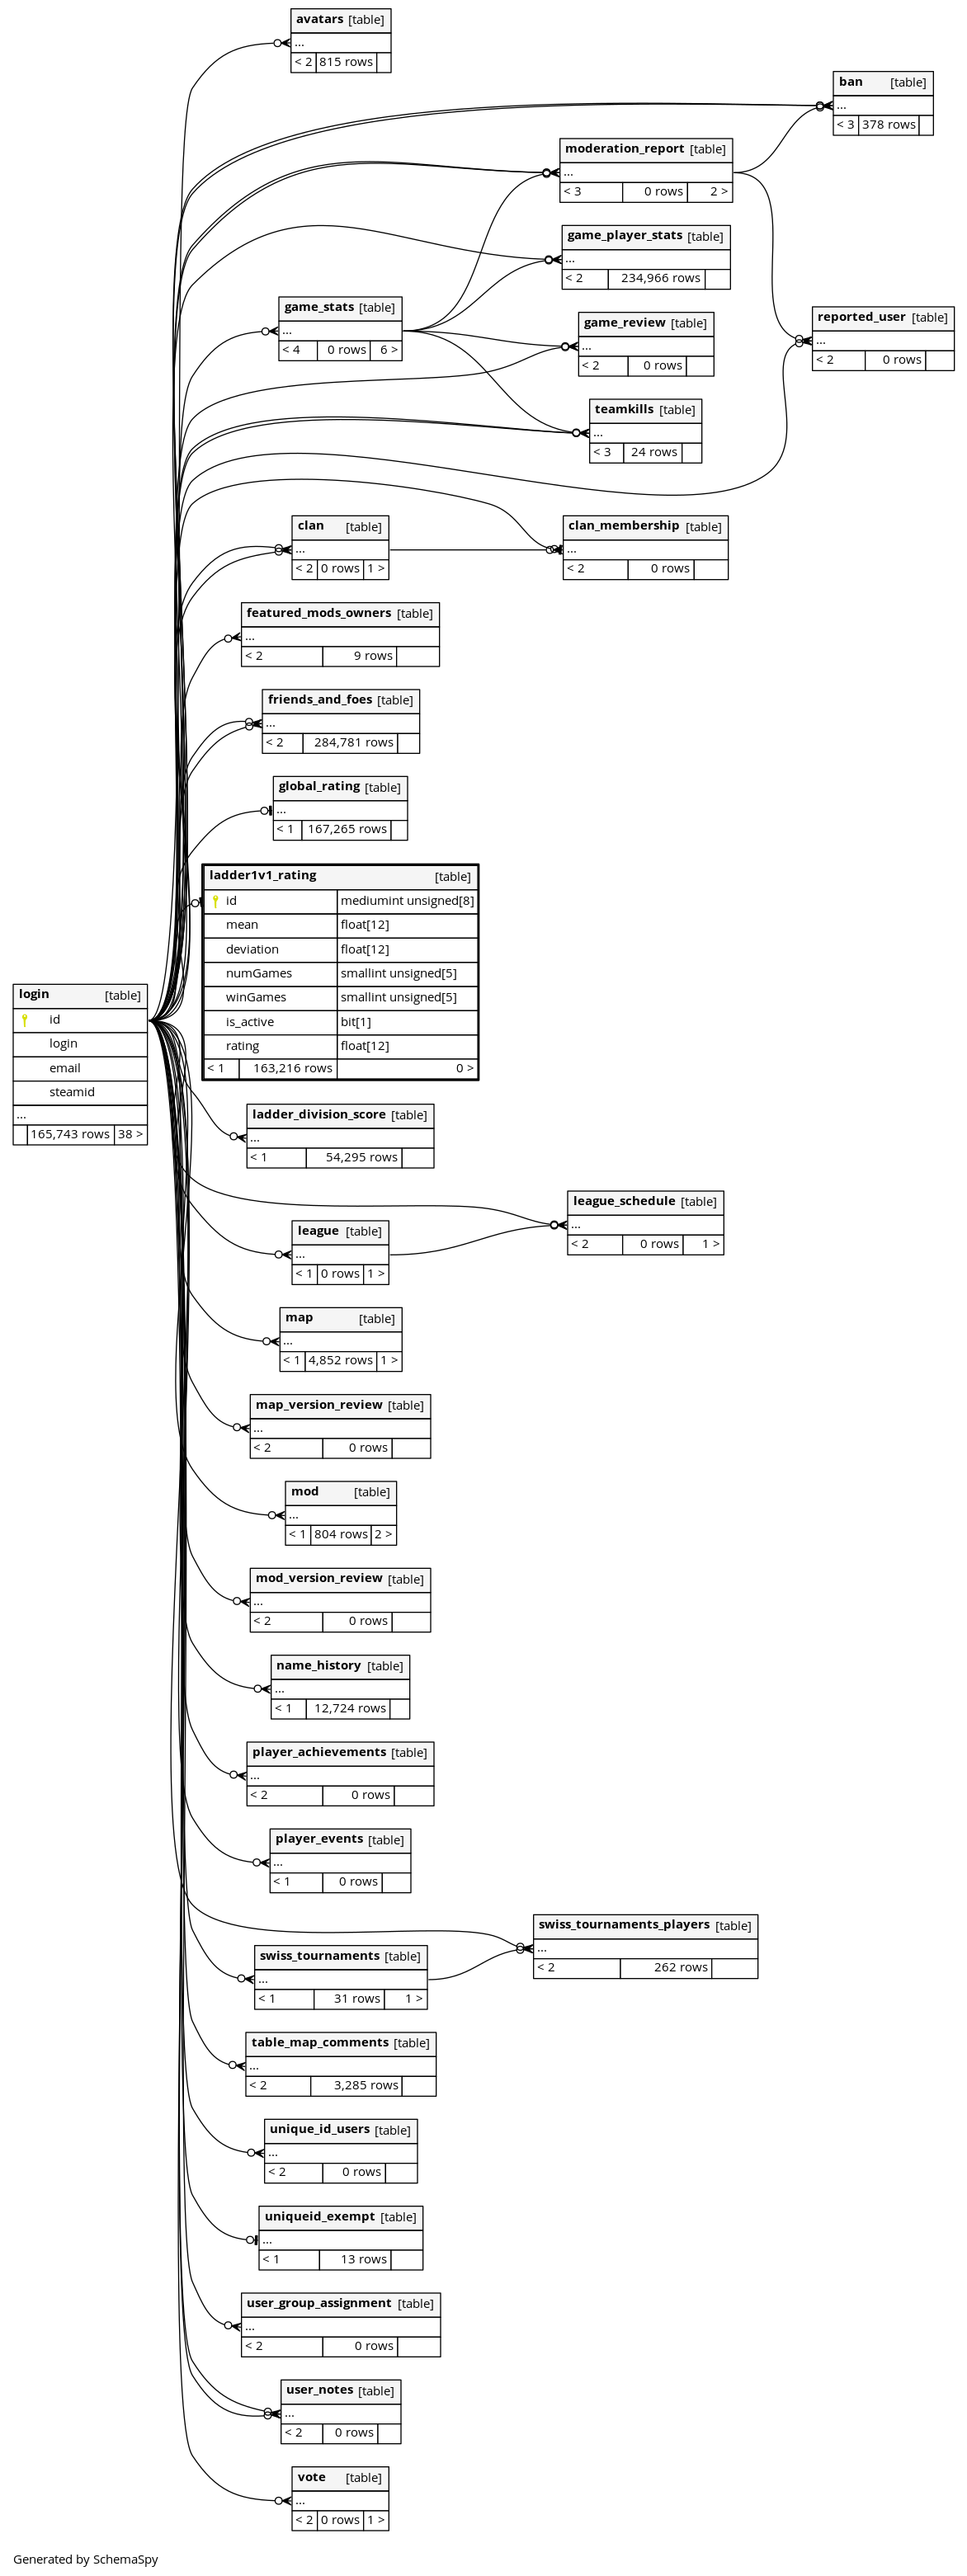 avatars [table]
...
< 2 815 rows
ban [table]
...
< 3 378 rows
moderation_report [table]
...
< 3 0 rows 2 >
game_player_stats [table]
...
< 2 234,966 rows
game_stats [table]
...
< 4 0 rows 6 >
reported_user [table]
...
< 2 0 rows
game_review [table]
...
< 2 0 rows
teamkills [table]
...
< 3 24 rows
clan [table]
...
< 2 0 rows 1 >
clan_membership [table]
...
< 2 0 rows
featured_mods_owners [table]
...
< 2 9 rows
friends_and_foes [table]
...
< 2 284,781 rows
global_rating [table]
...
< 1 167,265 rows
ladder1v1_rating [table]
id mediumint unsigned[8]
mean float[12]
deviation float[12]
numGames smallint unsigned[5]
winGames smallint unsigned[5]
is_active bit[1]
rating float[12]
< 1 163,216 rows 0 >
login [table]
id
login
email
steamid
...
165,743 rows 38 >
ladder_division_score [table]
...
< 1 54,295 rows
league_schedule [table]
...
< 2 0 rows 1 >
league [table]
...
< 1 0 rows 1 >
map [table]
...
< 1 4,852 rows 1 >
map_version_review [table]
...
< 2 0 rows
mod [table]
...
< 1 804 rows 2 >
mod_version_review [table]
...
< 2 0 rows
name_history [table]
...
< 1 12,724 rows
player_achievements [table]
...
< 2 0 rows
player_events [table]
...
< 1 0 rows
swiss_tournaments_players [table]
...
< 2 262 rows
swiss_tournaments [table]
...
< 1 31 rows 1 >
table_map_comments [table]
...
< 2 3,285 rows
unique_id_users [table]
...
< 2 0 rows
uniqueid_exempt [table]
...
< 1 13 rows
user_group_assignment [table]
...
< 2 0 rows
user_notes [table]
...
< 2 0 rows
vote [table]
...
< 2 0 rows 1 >
Generated by SchemaSpy